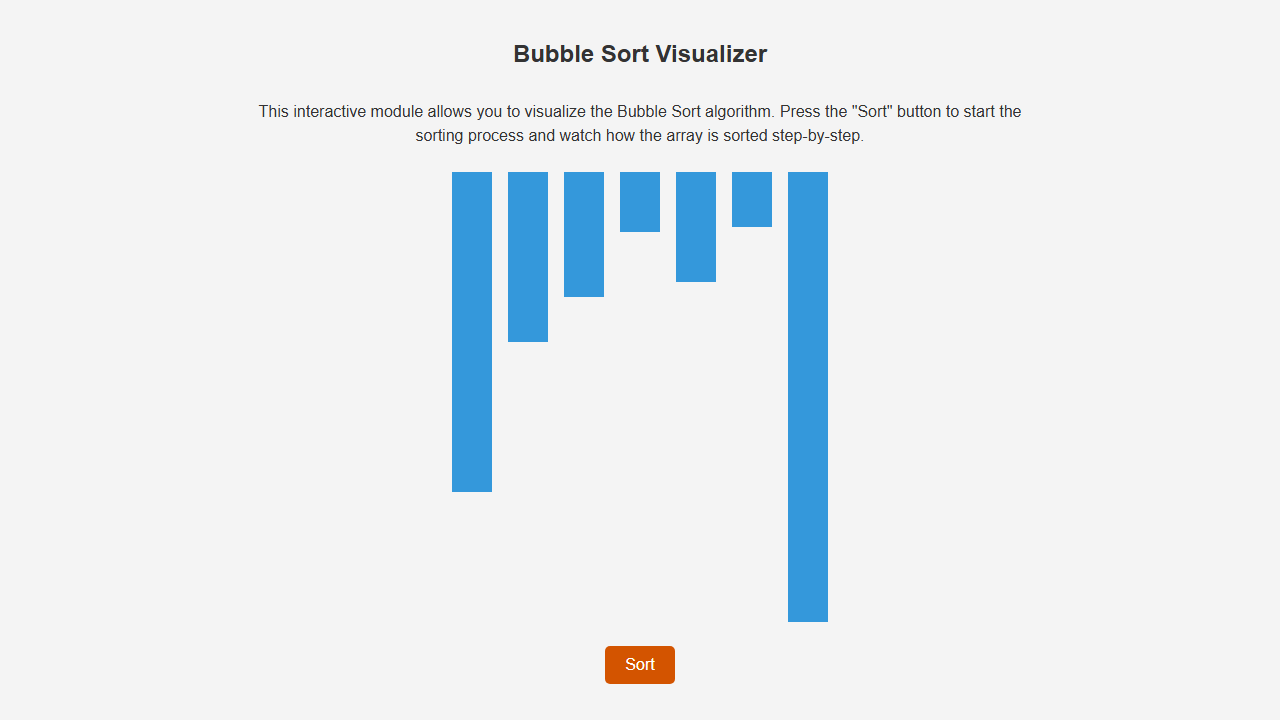 Bubble Sort Visualizer
This interactive module allows you to visualize the Bubble Sort algorithm. Press the "Sort" button to start the
sorting process and watch how the array is sorted step-by-step.
Sort